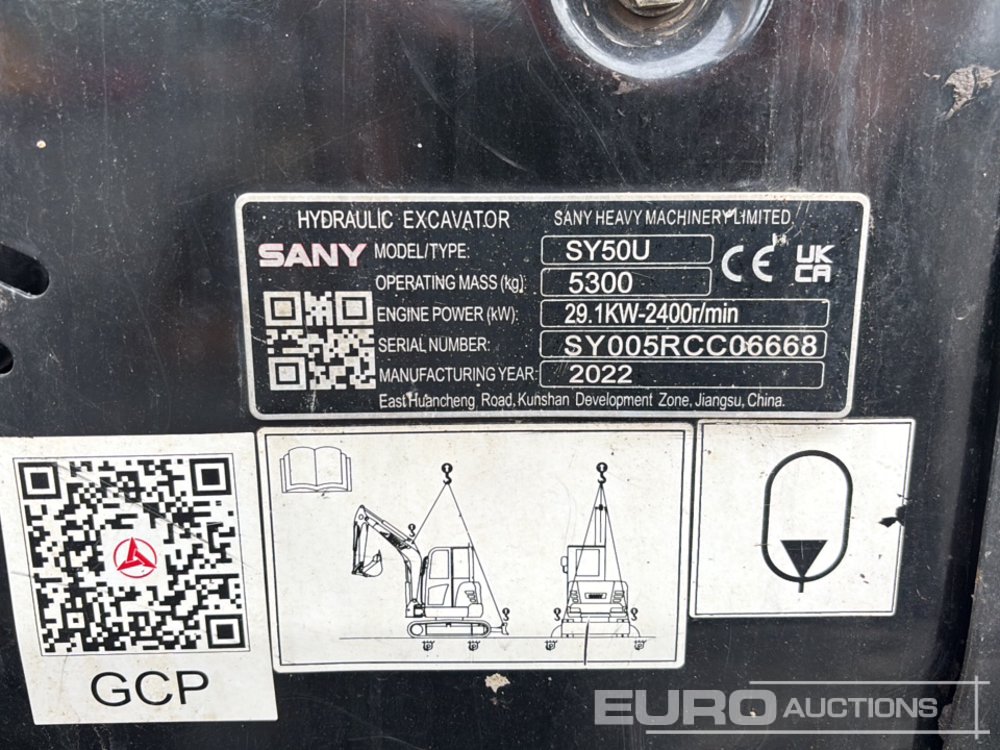 HYDRAULIC EXCAVATOR SANY HEAVY MACHINERY LIMITED
SANY MODEL/TYPE: SY50U CE UK CA
OPERATING MASS (kg): 5300
ENGINE POWER (kW): 29.1KW-2400r/min
SERIAL NUMBER: SY005RCC06668
MANUFACTURING YEAR: 2022
East Huancheng Road, Kunshan Development Zone, Jiangsu, China.
GCP
EURO AUCTIONS